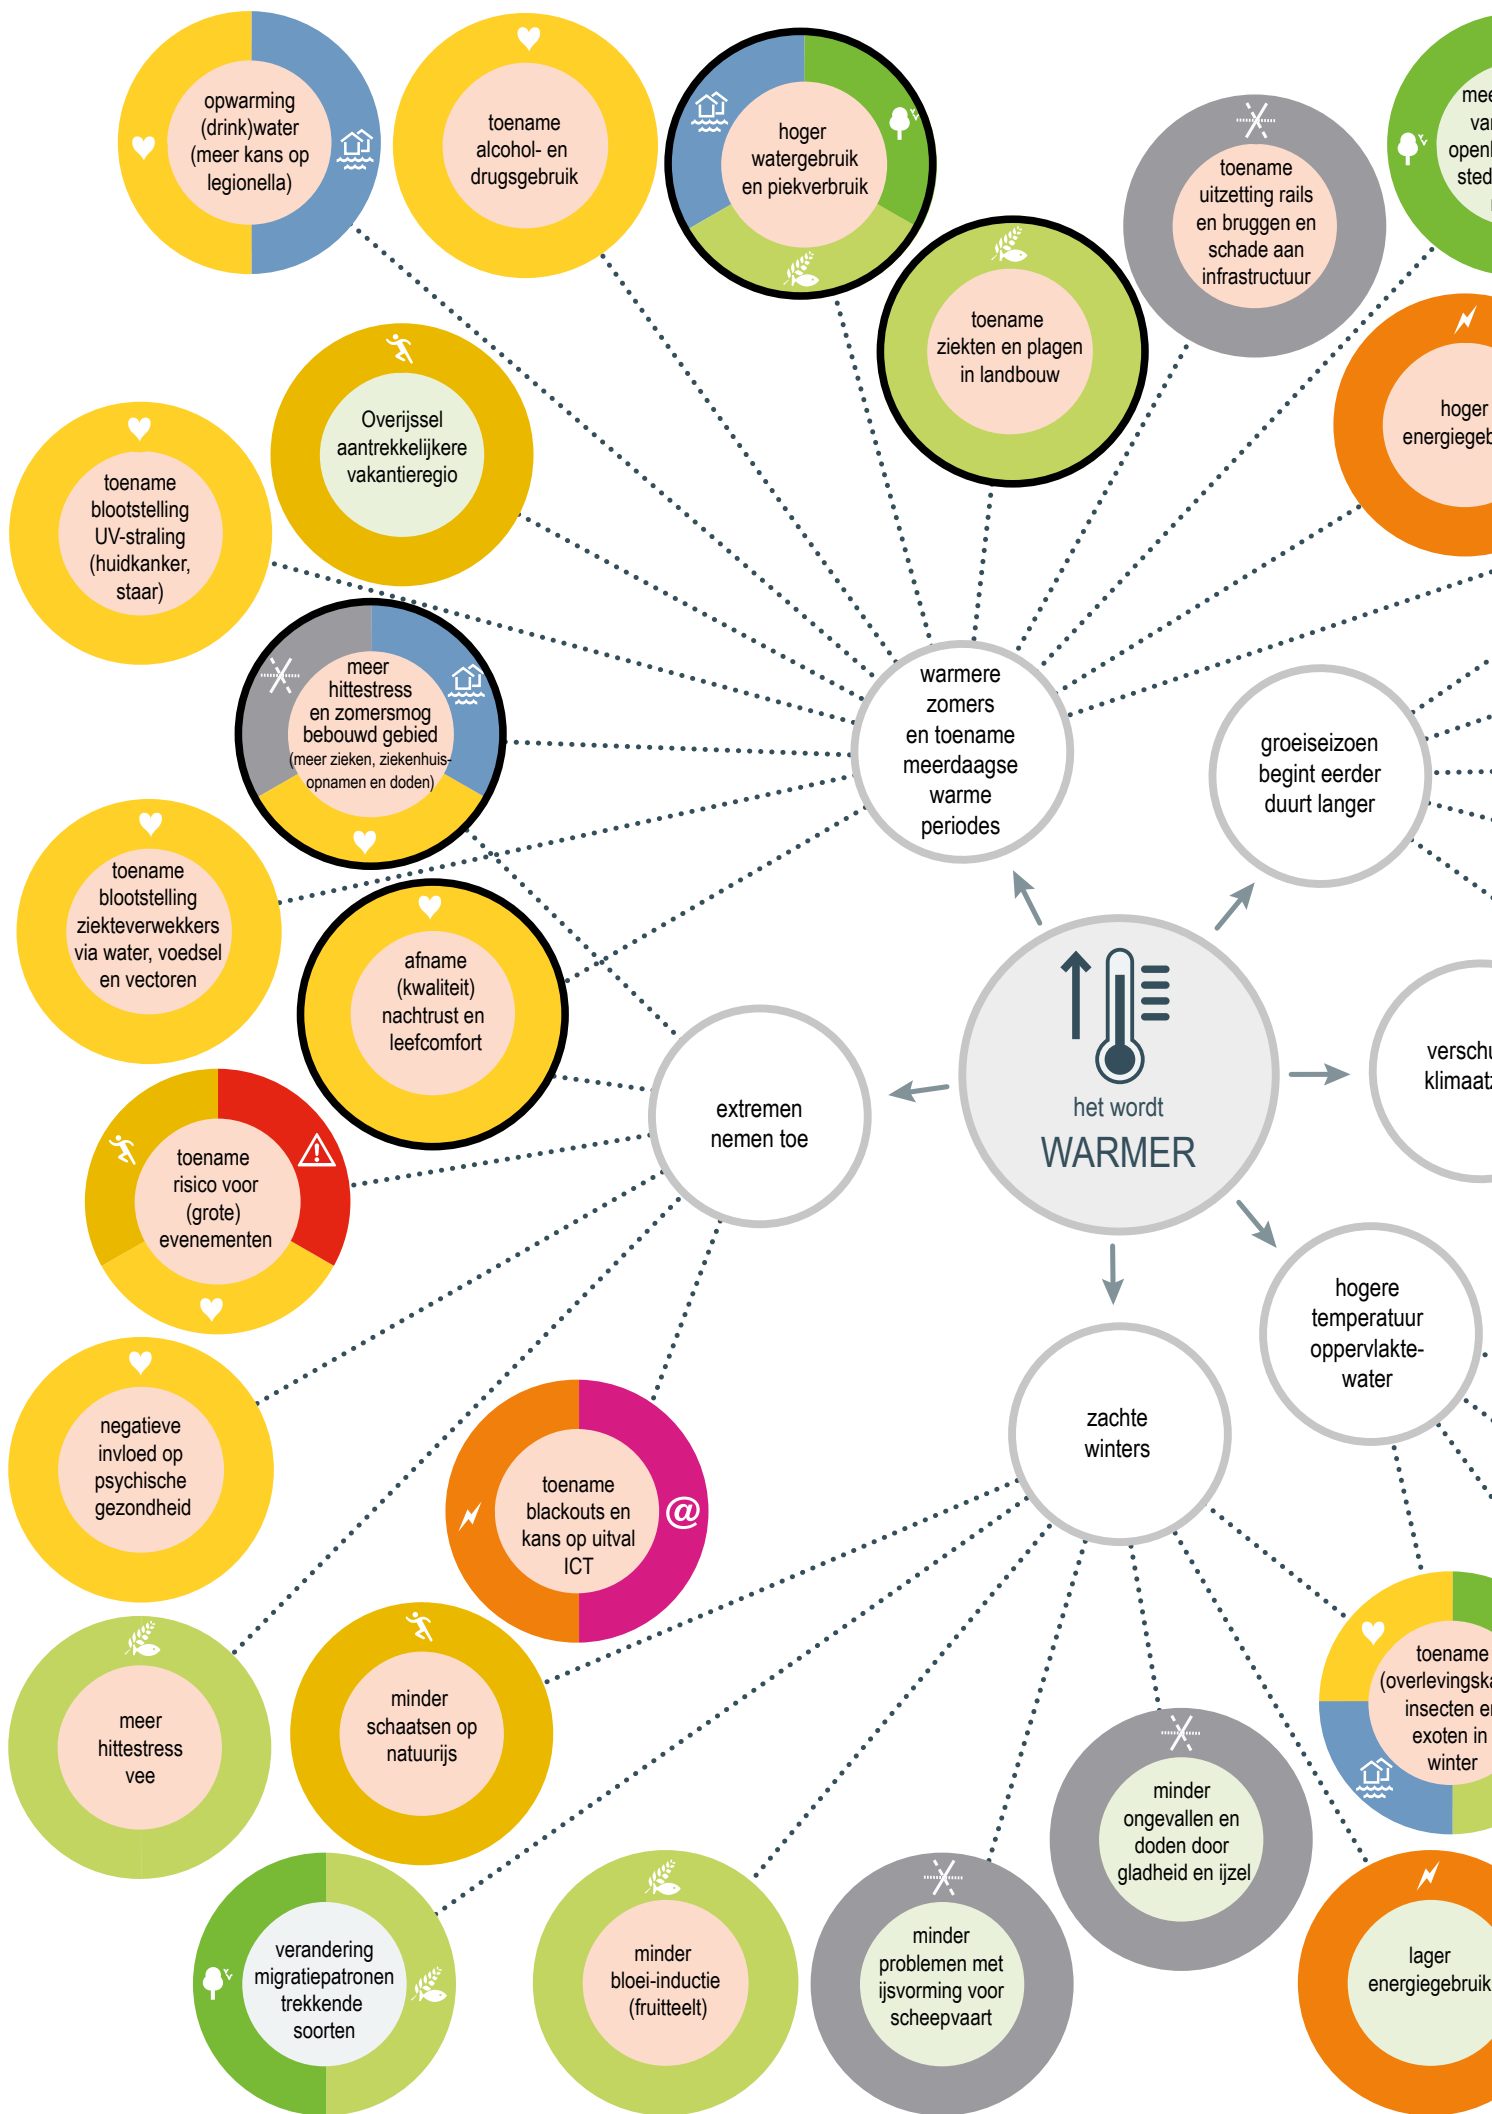 opwarming
(drink)water
(meer kans op
legionella)
toename
alcohol- en
drugsgebruik
hoger
watergebruik
en piekverbruik
toename
ziekten en plagen
in landbouw
toename
uitzetting rails
en bruggen en
schade aan
infrastructuur
hoger
Overijssel
aantrekkelijkere
vakantieregio
toename
blootstelling
UV-straling
(huidkanker,
staar)
meer
hittestress
en zomersmog
bebouwd gebied
(meer zieken, ziekenhuis-
opnamen en doden)
warmere
zomers
en toename
meerdaagse
warme
periodes
groeiseizoen
begint eerder
duurt langer
toename
blootstelling
ziekteverwekkers
via water, voedsel
en vectoren
afname
(kwaliteit)
nachtrust en
leefcomfort
extremen
nemen toe
het wordt
WARMER
toename
risico voor
(grote)
evenementen
hogere
temperatuur
oppervlakte-
water
negatieve
invloed op
psychische
gezondheid
toename
blackouts en
kans op uitval
ICT
@
zachte
winters
meer
hittestress
vee
minder
schaatsen op
natuurijs
toename
insecten
exoten in
winter
minder
ongevallen en
doden door
gladheid en ijzel
verandering
migratiepatronen
trekkende
soorten
minder
bloei-inductie
(fruitteelt)
minder
problemen met
ijsvorming voor
scheepvaart
lager
energiegebruik